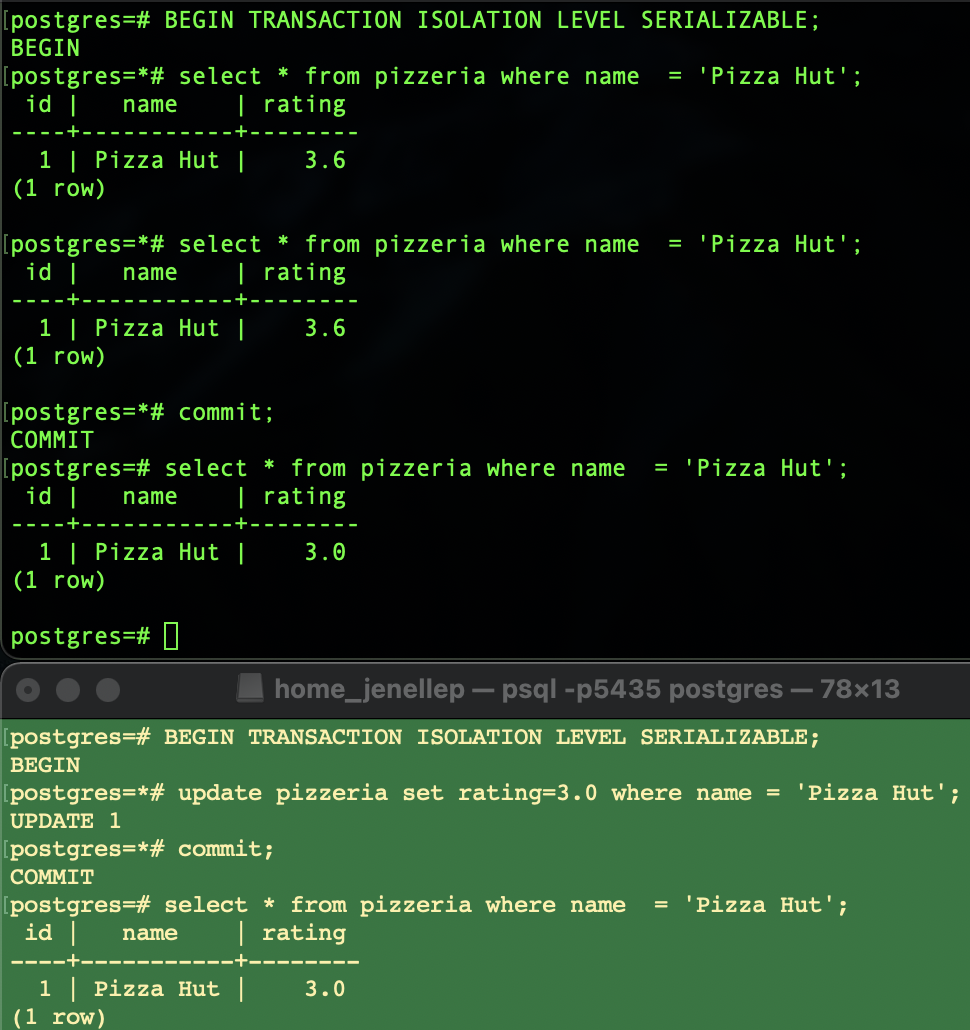 postgres=# BEGIN TRANSACTION ISOLATION LEVEL SERIALIZABLE;
BEGIN
postgres=*# select * from pizzeria where name  = 'Pizza Hut';
 id |   name    | rating
----+-----------+--------
  1 | Pizza Hut |    3.6
(1 row)

postgres=*# select * from pizzeria where name  = 'Pizza Hut';
 id |   name    | rating
----+-----------+--------
  1 | Pizza Hut |    3.6
(1 row)

postgres=*# commit;
COMMIT
postgres=# select * from pizzeria where name  = 'Pizza Hut';
 id |   name    | rating
----+-----------+--------
  1 | Pizza Hut |    3.0
(1 row)

postgres=#
home_jenellep — psql -p5435 postgres — 78×13
postgres=# BEGIN TRANSACTION ISOLATION LEVEL SERIALIZABLE;
BEGIN
postgres=*# update pizzeria set rating=3.0 where name = 'Pizza Hut';
UPDATE 1
postgres=*# commit;
COMMIT
postgres=# select * from pizzeria where name  = 'Pizza Hut';
 id |   name    | rating
----+-----------+--------
  1 | Pizza Hut |    3.0
(1 row)